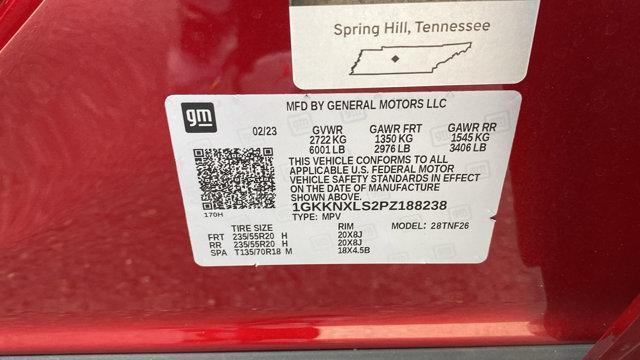 Spring Hill, Tennessee
MFD BY GENERAL MOTORS LLC
gm
02/23 GVWR GAWR FRT GAWR RR
2722 KG 1350 KG 1545 KG
6001 LB 2976 LB 3406 LB
THIS VEHICLE CONFORMS TO ALL
APPLICABLE U.S. FEDERAL MOTOR
VEHICLE SAFETY STANDARDS IN EFFECT
ON THE DATE OF MANUFACTURE
SHOWN ABOVE.
1GKKNXLS2PZ188238
170H TYPE: MPV MODEL: 28TNF26
TIRE SIZE RIM
FRT 235/55R20 H 20X8J
RR 235/55R20 H 20X8J
SPA T135/70R18 M 18X4.5B